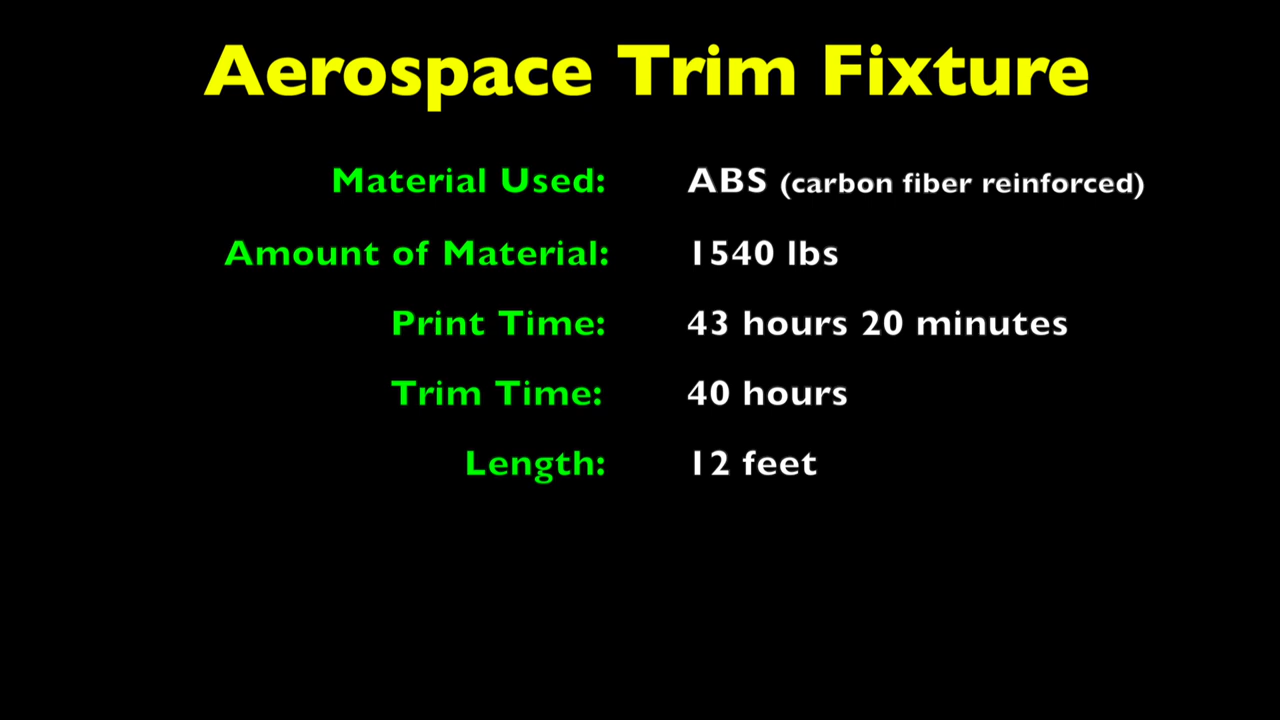 Aerospace Trim Fixture
Material Used: ABS (carbon fiber reinforced)
Amount of Material: 1540 lbs
Print Time: 43 hours 20 minutes
Trim Time: 40 hours
Length: 12 feet